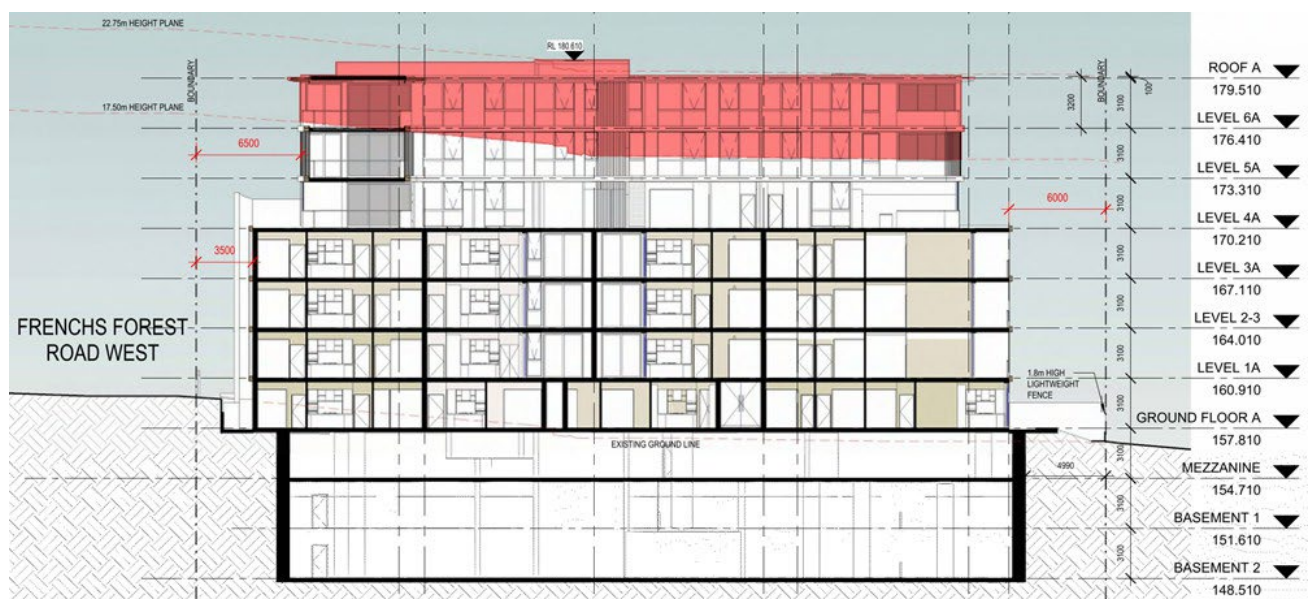 22.75m HEIGHT PLANE
RL 180.610
BOUNDARY
BOUNDARY
ROOF A
179.510
3200
3100
100
17.50m HEIGHT PLANE
LEVEL 6A
176.410
6500
3100
LEVEL 5A
173.310
3100
6000
LEVEL 4A
170.210
3500
3100
LEVEL 3A
167.110
FRENCHS FOREST
ROAD WEST
3100
LEVEL 2-3
164.010
3100
LEVEL 1A
160.910
1.8m HIGH
LIGHTWEIGHT
FENCE
3100
GROUND FLOOR A
157.810
EXISTING GROUND LINE
3100
4990
MEZZANINE
154.710
3100
BASEMENT 1
151.610
3100
BASEMENT 2
148.510